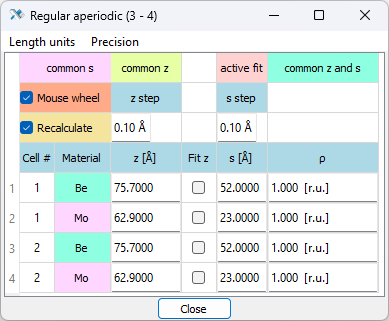 Regular aperiodic (3 - 4)
Length units Precision
common s common z active fit common z and s
Mouse wheel z step s step
Recalculate 0.10 Å 0.10 Å
Cell # Material z [Å] Fit z s [Å] ρ
1 1 Be 75.7000 52.0000 1.000 [r.u.]
2 1 Mo 62.9000 23.0000 1.000 [r.u.]
3 2 Be 75.7000 52.0000 1.000 [r.u.]
4 2 Mo 62.9000 23.0000 1.000 [r.u.]
Close